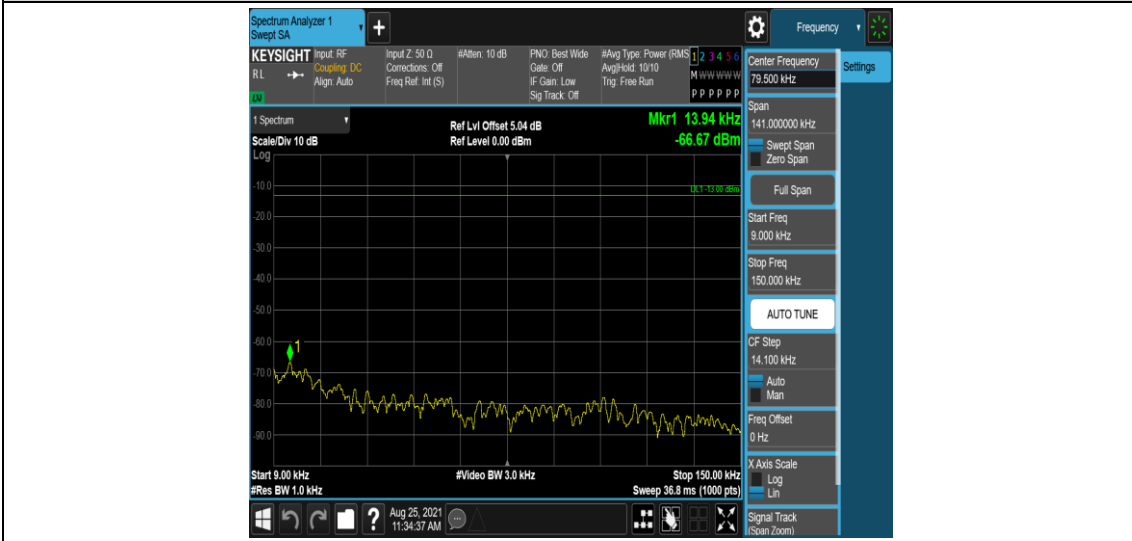 Spectrum Analyzer 1
Swept SA
+
Frequency
KEYSIGHT
RL
LM
Input: RF
Coupling: DC
Align: Auto
Input Z: 50 Ω
Corrections: Off
Freq Ref: Int (S)
#Atten: 10 dB
PNO: Best Wide
Gate: Off
IF Gain: Low
Sig Track: Off
#Avg Type: Power (RMS
Avg|Hold: 10/10
Trig: Free Run
1 2 3 4 5 6
M W W W W W
P P P P P P
1 Spectrum
Scale/Div 10 dB
Ref Lvl Offset 5.04 dB
Ref Level 0.00 dBm
Mkr1 13.94 kHz
-66.67 dBm
Log
DL1 -13.00 dBm
-10.0
-20.0
-30.0
-40.0
-50.0
-60.0
-70.0
-80.0
-90.0
1
Start 9.00 kHz
#Res BW 1.0 kHz
#Video BW 3.0 kHz
Stop 150.00 kHz
Sweep 36.8 ms (1000 pts)
?
Aug 25, 2021
11:34:37 AM
Center Frequency
79.500 kHz
Span
141.000000 kHz
Swept Span
Zero Span
Full Span
Start Freq
9.000 kHz
Stop Freq
150.000 kHz
AUTO TUNE
CF Step
14.100 kHz
Auto
Man
Freq Offset
0 Hz
X Axis Scale
Log
Lin
Signal Track
(Span Zoom)
Settings